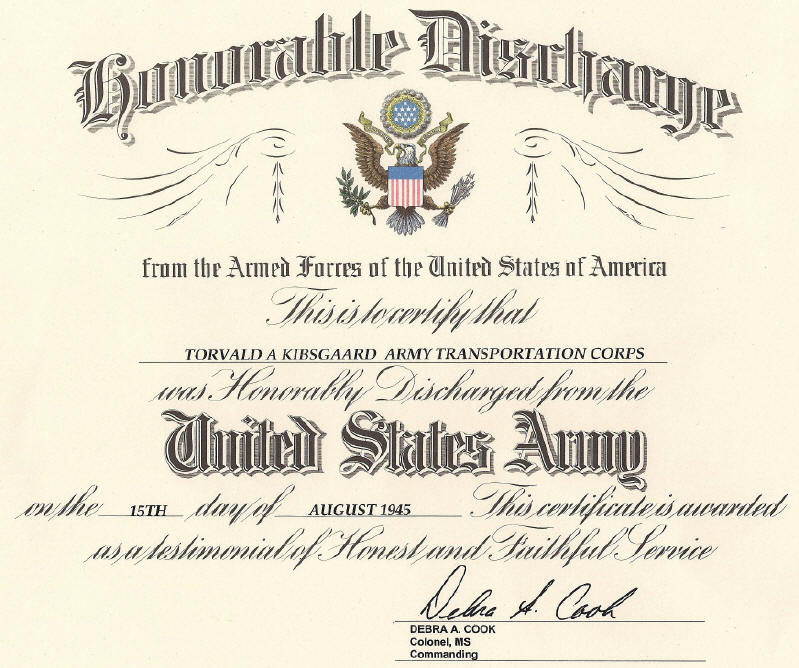 Honorable Discharge
from the Armed Forces of the United States of America
This is to certify that
TORVALD A KIBSGAARD ARMY TRANSPORTATION CORPS
was Honorably Discharged from the
United States Army
on the 15TH day of AUGUST 1945 This certificate is awarded
as a testimonial of Honest and Faithful Service
Debra A. Cook
DEBRA A. COOK
Colonel, MS
Commanding